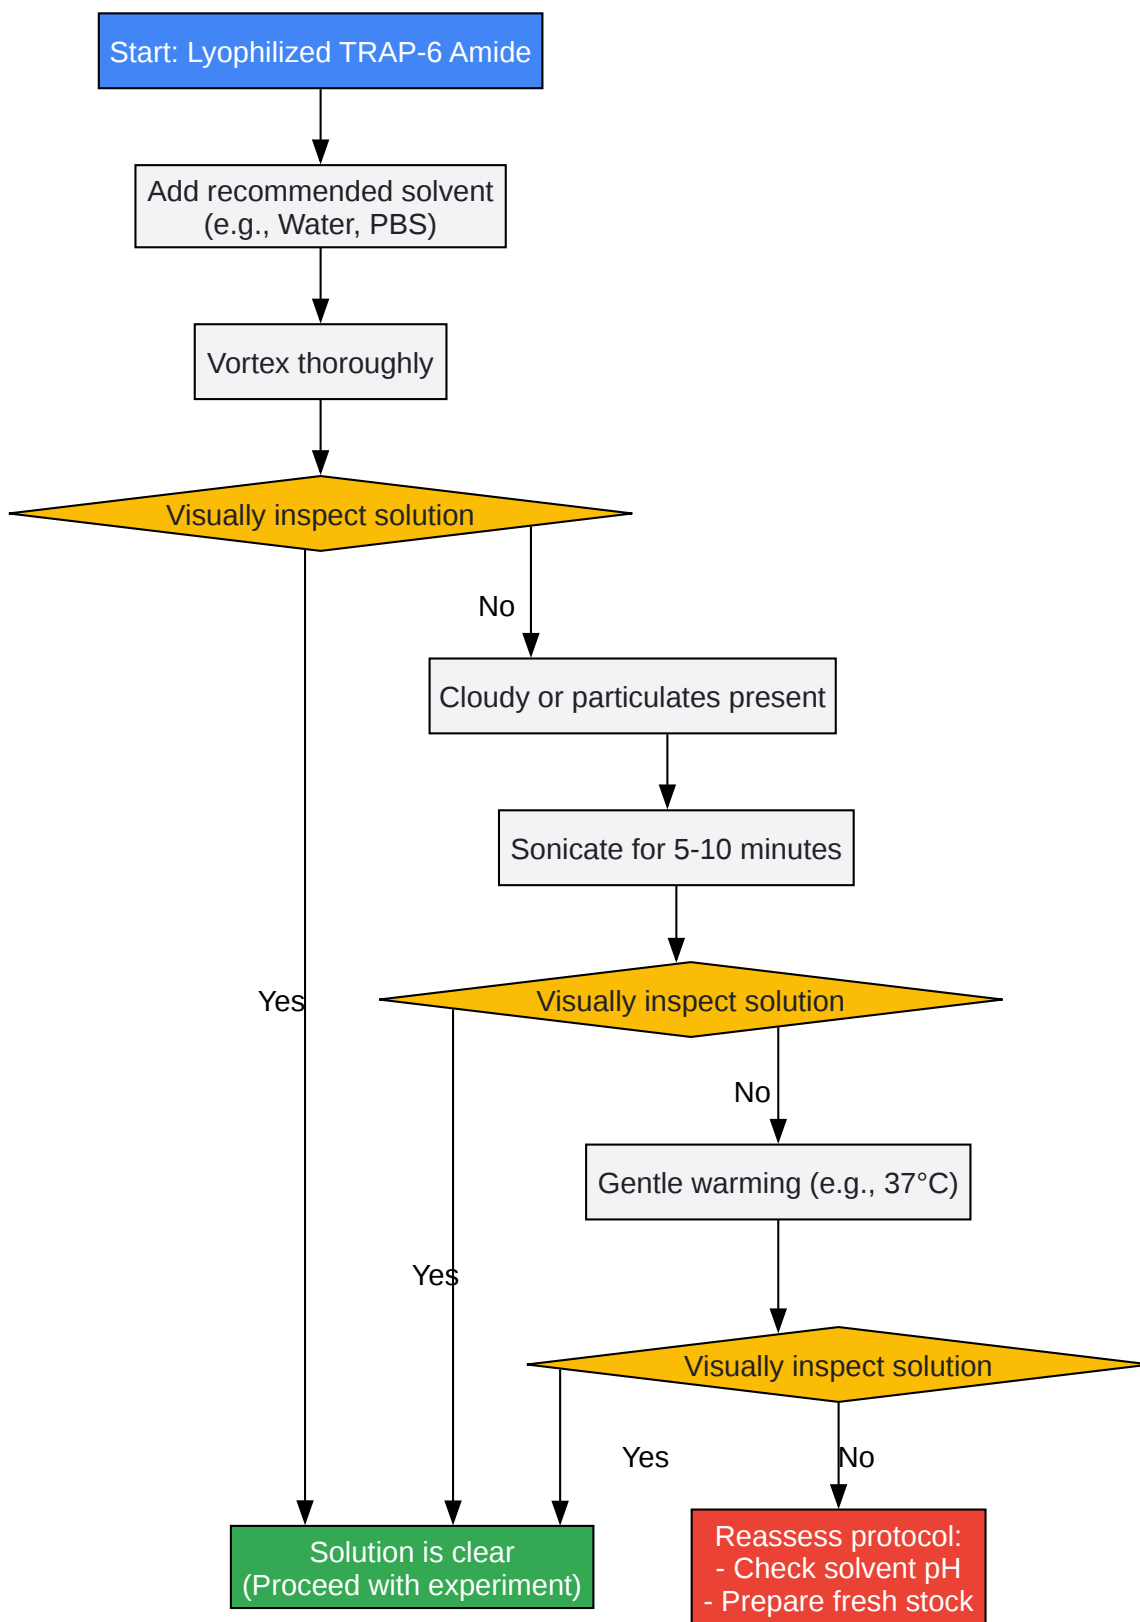 Start: Lyophilized TRAP-6 Amide
Add recommended solvent
(e.g., Water, PBS)
Vortex thoroughly
Visually inspect solution
No
Cloudy or particulates present
Sonicate for 5-10 minutes
Yes
Visually inspect solution
No
Gentle warming (e.g., 37°C)
Yes
Visually inspect solution
Yes
No
Solution is clear
(Proceed with experiment)
Reassess protocol:
- Check solvent pH
- Prepare fresh stock